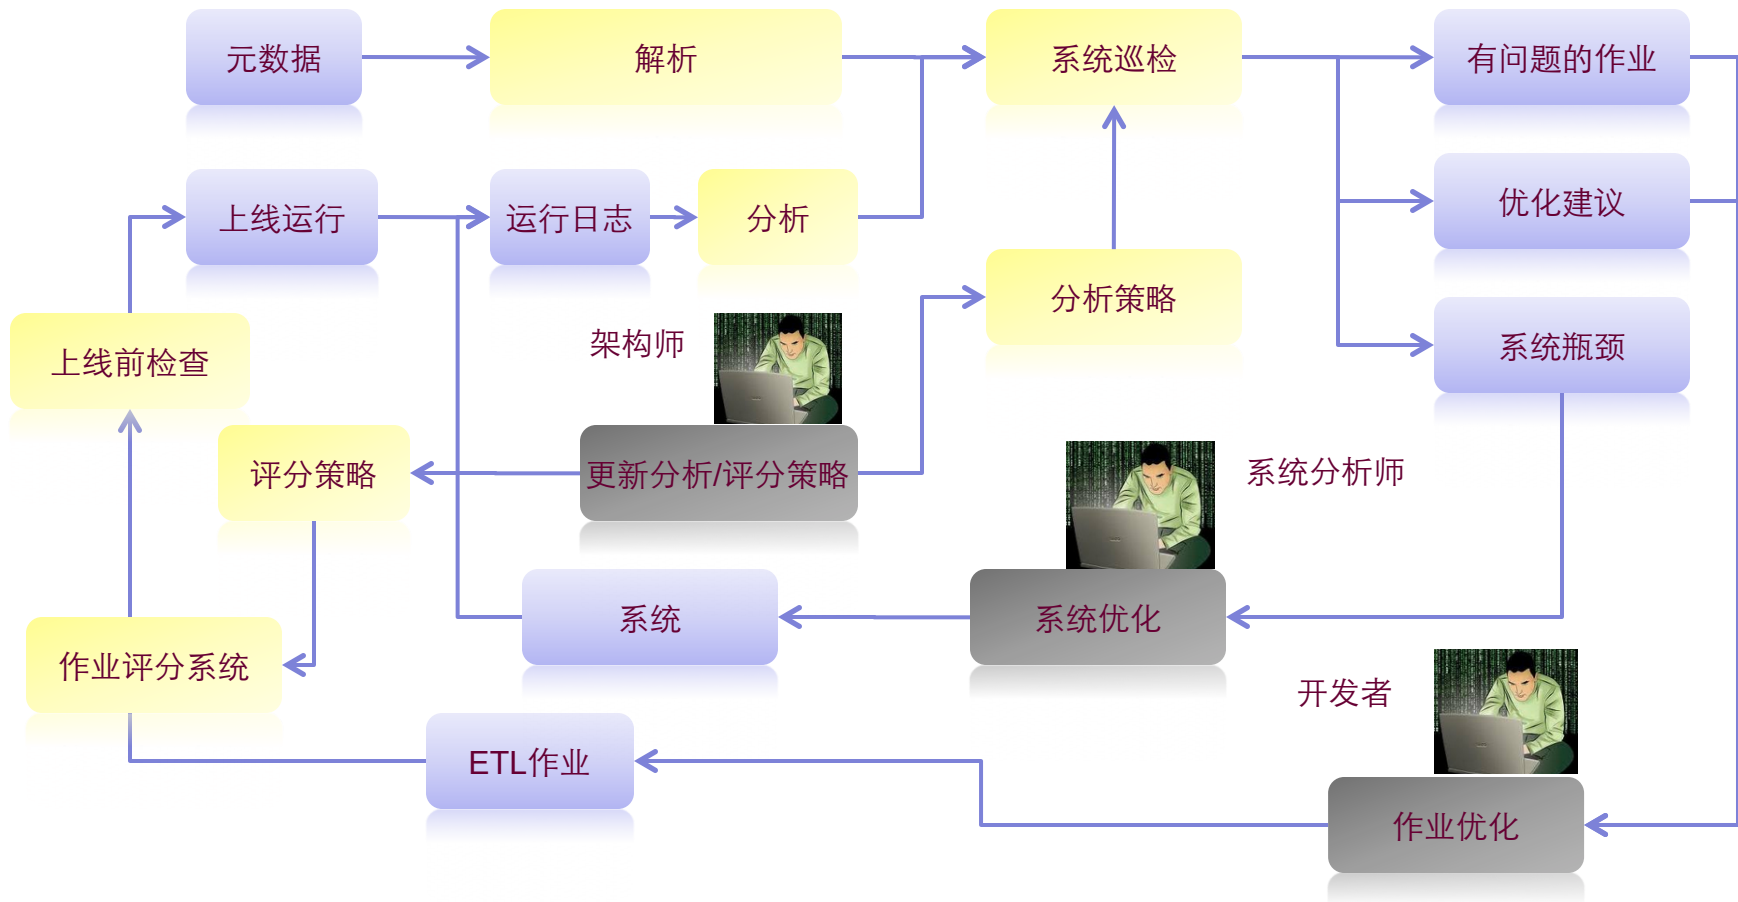 元数据
解析
系统巡检
有问题的作业
上线运行
运行日志
分析
优化建议
分析策略
系统瓶颈
架构师
上线前检查
评分策略
更新分析/评分策略
系统分析师
系统
系统优化
作业评分系统
开发者
ETL作业
作业优化